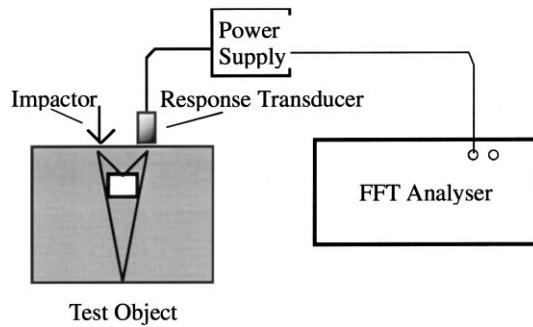 Power
Supply
Impactor
Response Transducer
FFT Analyser
Test Object